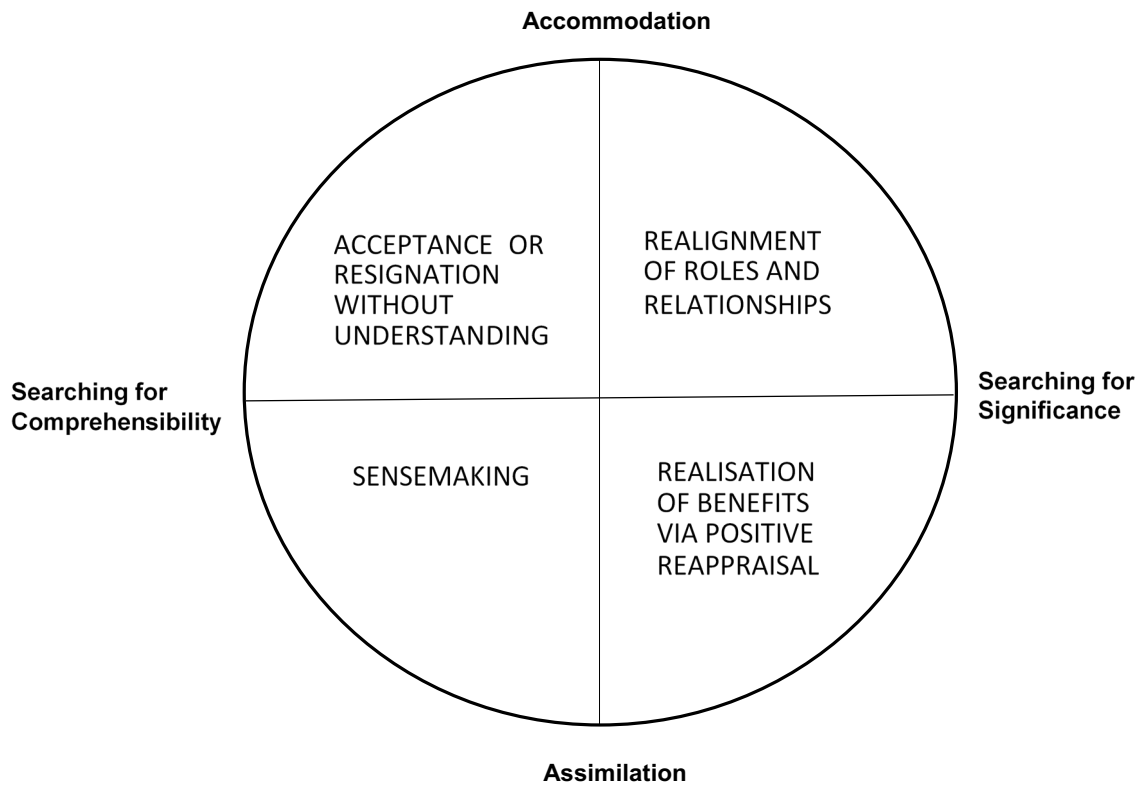 Accommodation
ACCEPTANCE OR
RESIGNATION
WITHOUT
UNDERSTANDING
REALIGNMENT
OF ROLES AND
RELATIONSHIPS
Searching for
Comprehensibility
Searching for
Significance
SENSEMAKING
REALISATION
OF BENEFITS
VIA POSITIVE
REAPPRAISAL
Assimilation